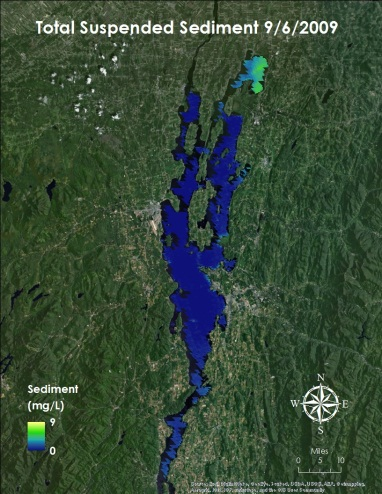 Total Suspended Sediment 9/6/2009
Sediment
(mg/L)
9
0
N
W E
S
Miles
0 5 10